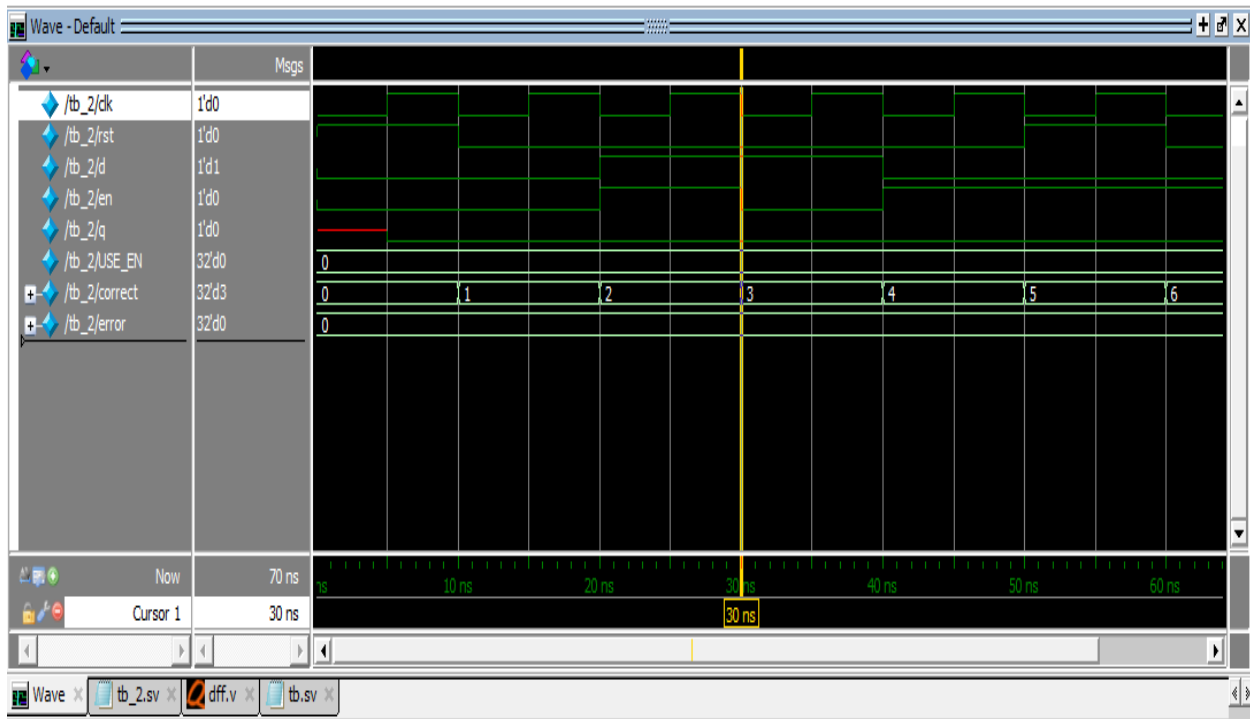 Wave - Default
Msgs
/tb_2/clk 1'd0
/tb_2/rst 1'd0
/tb_2/d 1'd1
/tb_2/en 1'd0
/tb_2/q 1'd0
/tb_2/USE_EN 32'd0 0
/tb_2/correct 32'd3 0 1 2 3 4 5 6
/tb_2/error 32'd0 0
Now 70 ns ns 10 ns 20 ns 30 ns 40 ns 50 ns 60 ns
Cursor 1 30 ns 30 ns
Wave tb_2.sv dff.v tb.sv